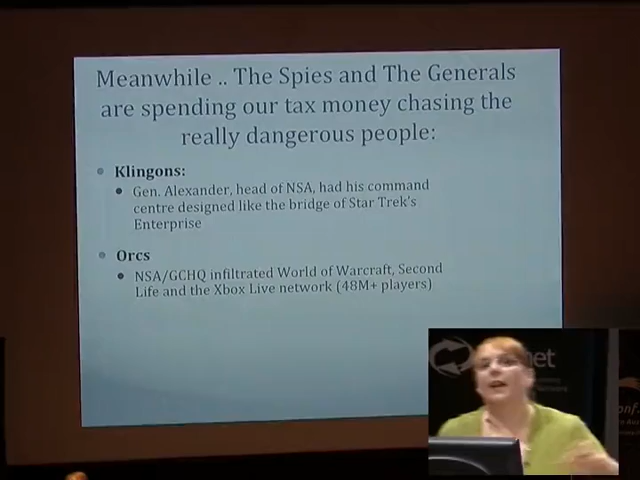 Meanwhile .. The Spies and The Generals
are spending our tax money chasing the
really dangerous people:
Klingons:
Gen. Alexander, head of NSA, had his command
centre designed like the bridge of Star Trek's
Enterprise
Orcs
NSA/GCHQ infiltrated World of Warcraft, Second
Life and the Xbox Live network (48M+ players)
net